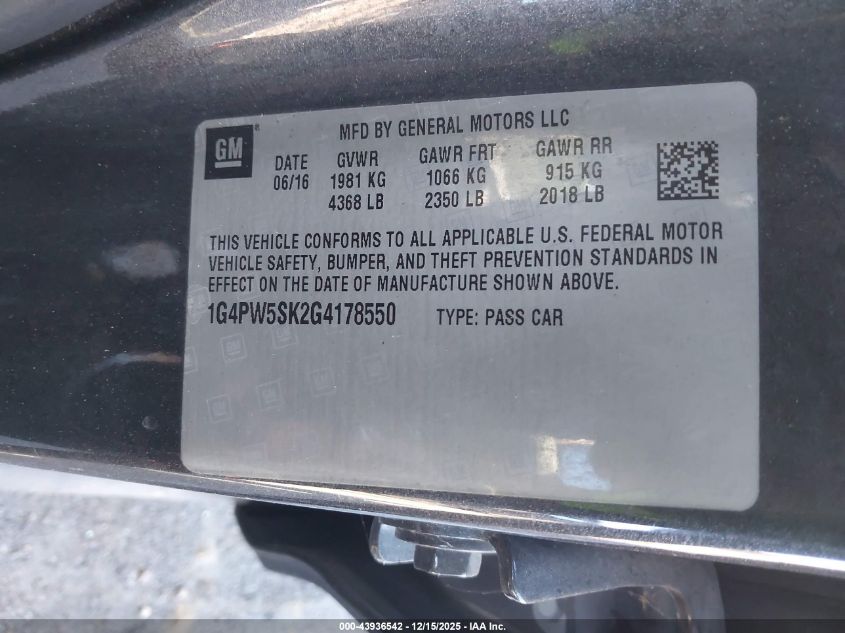 GM
MFD BY GENERAL MOTORS LLC
DATE GVWR GAWR FRT GAWR RR
06/16 1981 KG 1066 KG 915 KG
4368 LB 2350 LB 2018 LB
THIS VEHICLE CONFORMS TO ALL APPLICABLE U.S. FEDERAL MOTOR
VEHICLE SAFETY, BUMPER, AND THEFT PREVENTION STANDARDS IN
EFFECT ON THE DATE OF MANUFACTURE SHOWN ABOVE.
1G4PW5SK2G4178550 TYPE: PASS CAR
000-43936542 - 12/15/2025 - IAA Inc.